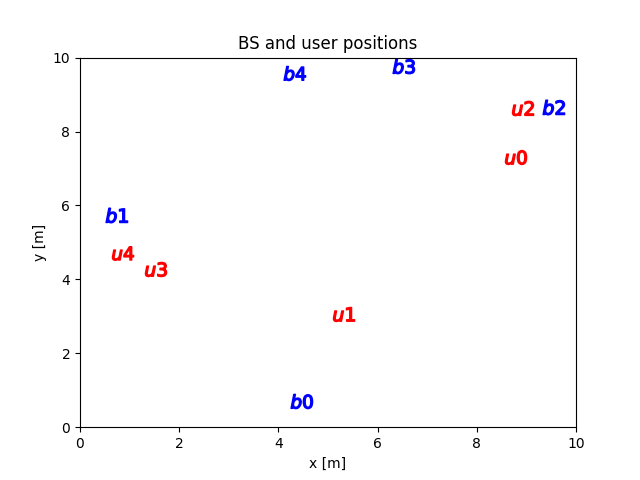 BS and user positions
10
b4
b3
u2 b2
8
u0
y [m]
6
b1
u4
u3
4
u1
2
b0
0
0 2 4 6 8 10
x [m]